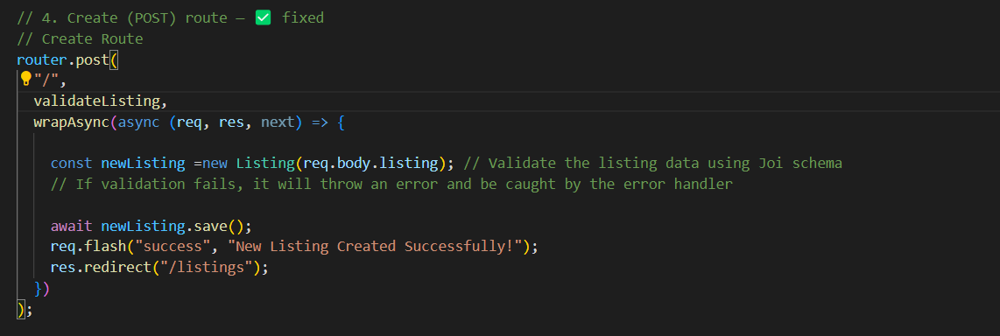 // 4. Create (POST) route — ✅ fixed
// Create Route
router.post(
"/",
validateListing,
wrapAsync(async (req, res, next) => {
const newListing =new Listing(req.body.listing); // Validate the listing data using Joi schema
// If validation fails, it will throw an error and be caught by the error handler
await newListing.save();
req.flash("success", "New Listing Created Successfully!");
res.redirect("/listings");
})
);